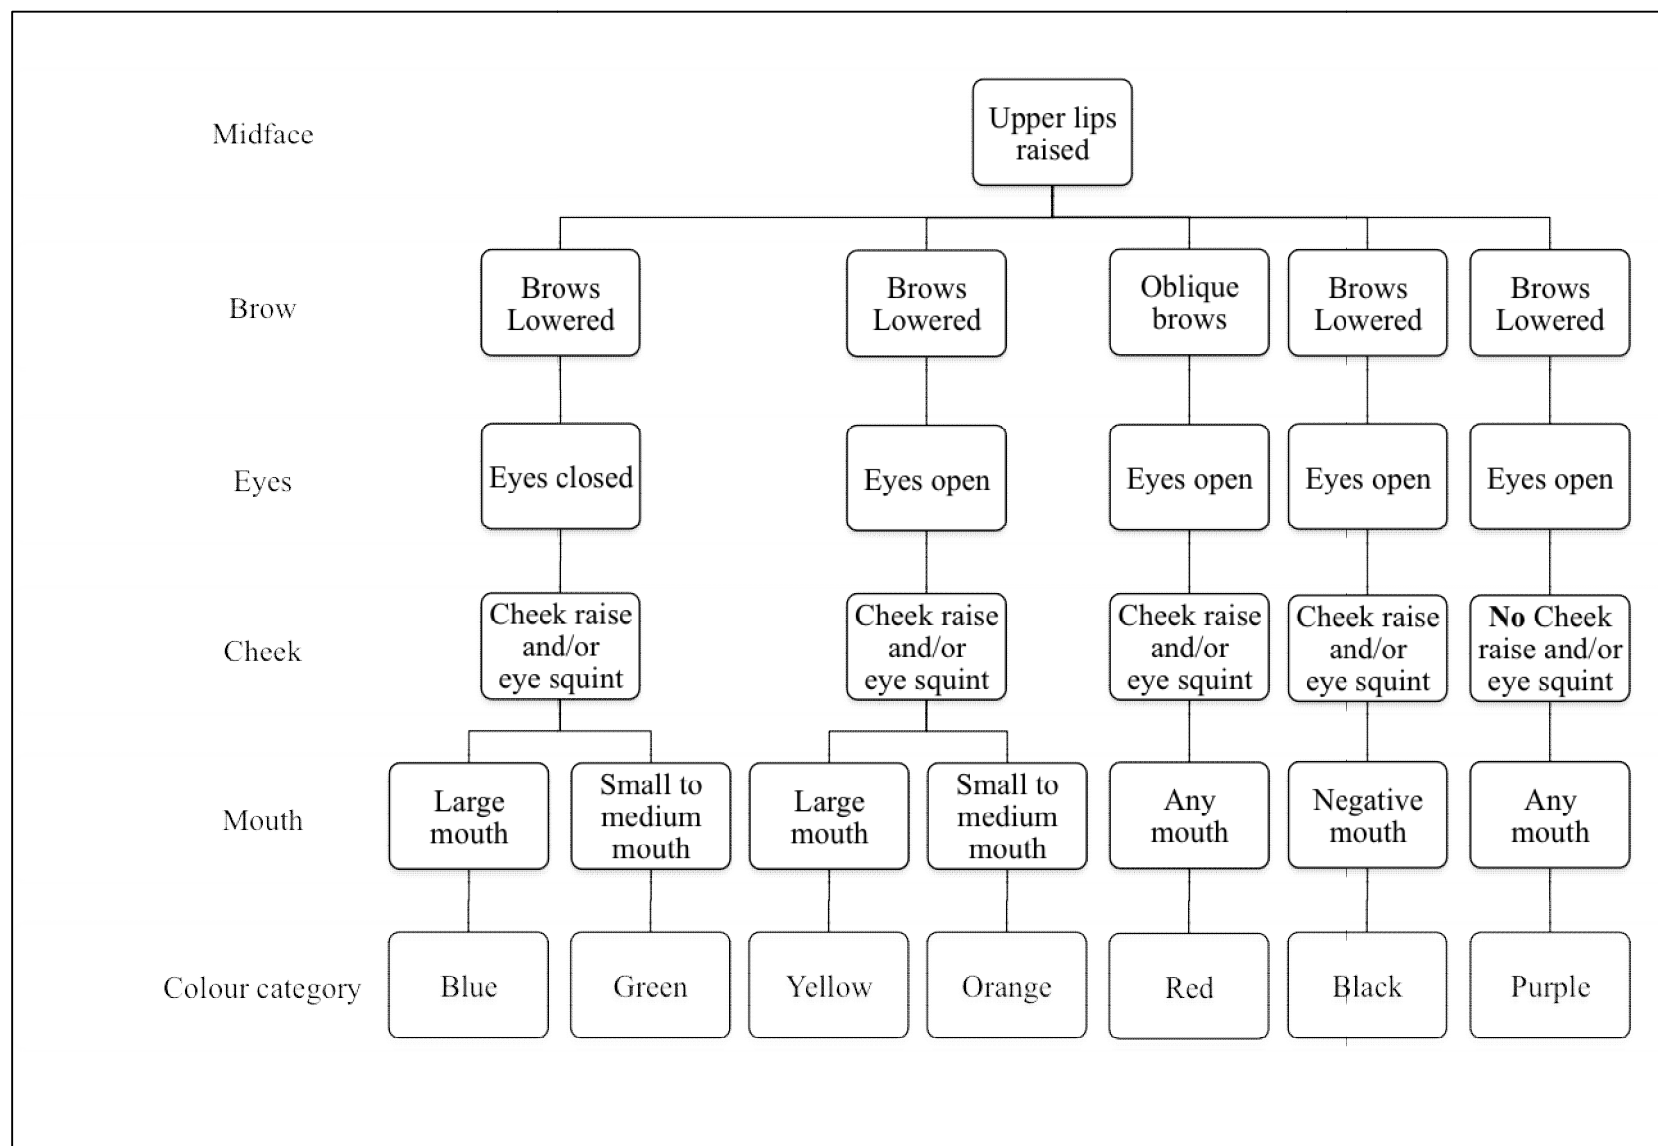 Midface
Upper lips
raised
Brow
Brows
Lowered
Brows
Lowered
Oblique
brows
Brows
Lowered
Brows
Lowered
Eyes
Eyes closed
Eyes open
Eyes open
Eyes open
Eyes open
Cheek
Cheek raise
and/or
eye squint
Cheek raise
and/or
eye squint
Cheek raise
and/or
eye squint
Cheek raise
and/or
eye squint
No Cheek
raise and/or
eye squint
Mouth
Large
mouth
Small to
medium
mouth
Large
mouth
Small to
medium
mouth
Any
mouth
Negative
mouth
Any
mouth
Colour category
Blue
Green
Yellow
Orange
Red
Black
Purple